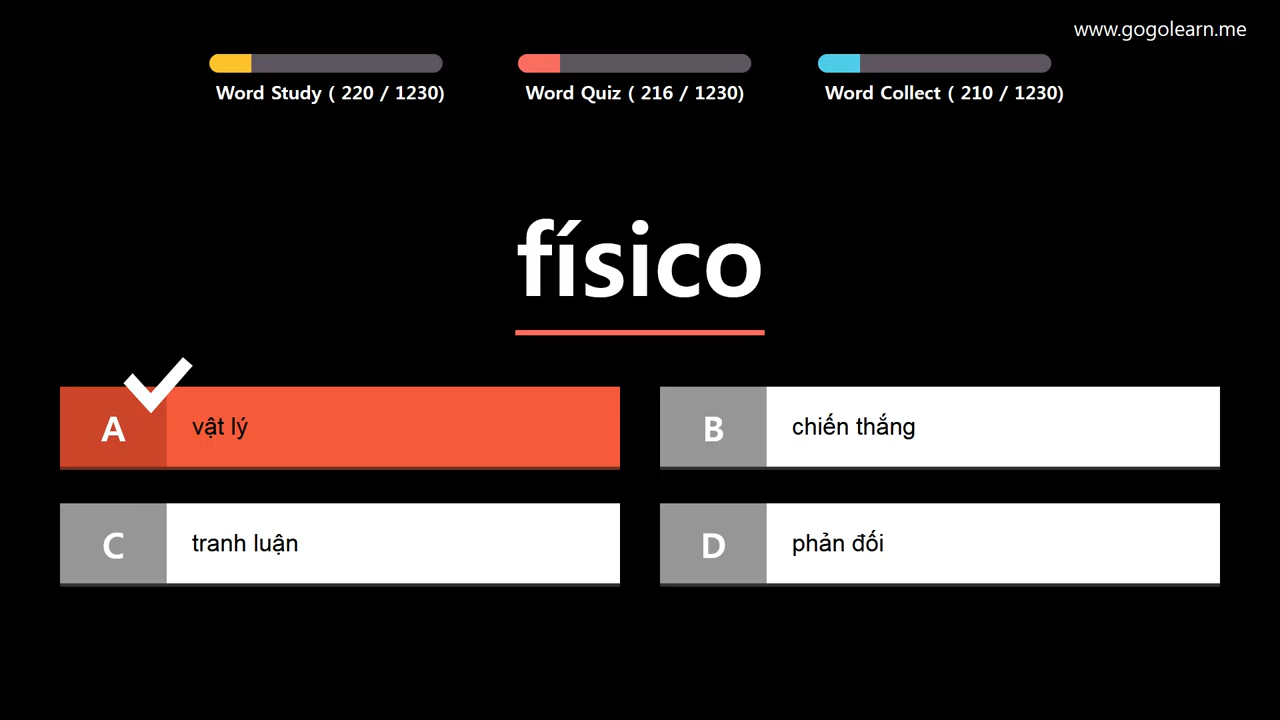 www.gogolearn.me
Word Study ( 220 / 1230)
Word Quiz ( 216 / 1230)
Word Collect ( 210 / 1230)
físico
A vật lý
B chiến thắng
C tranh luận
D phản đối